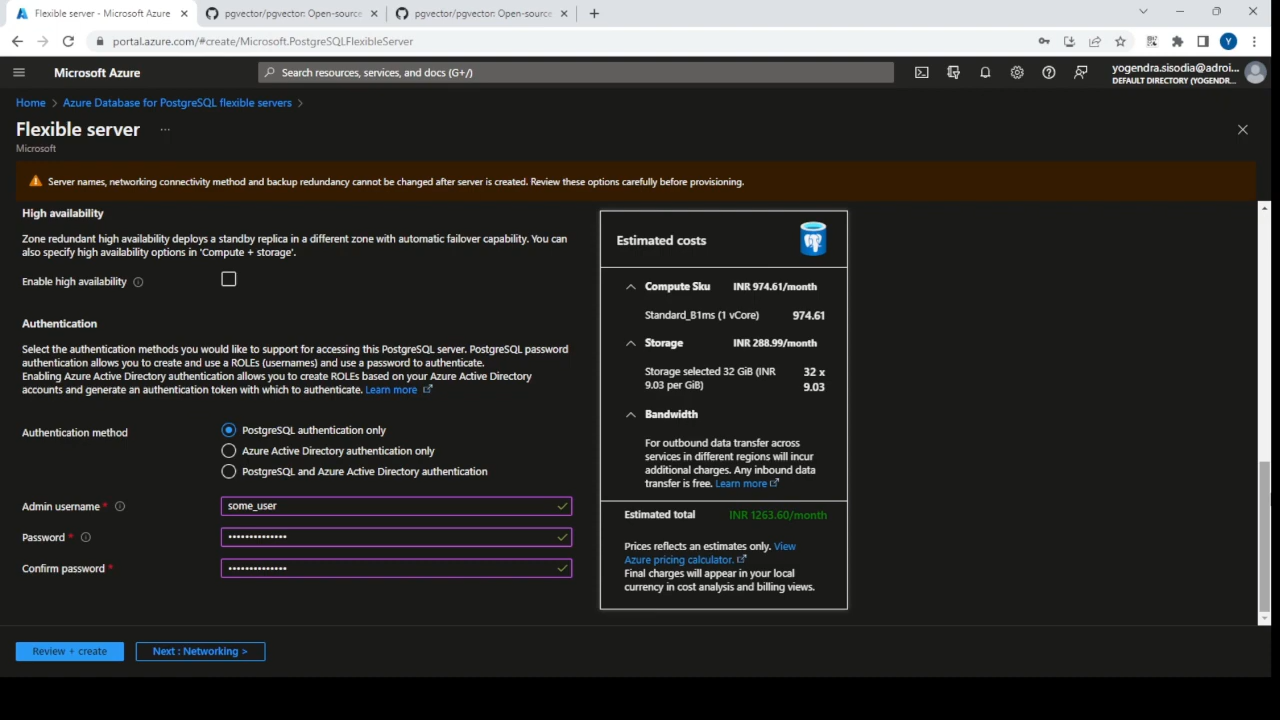 Flexible server - Microsoft Azure
pgvector/pgvector: Open-source
pgvector/pgvector: Open-source
portal.azure.com/#create/Microsoft.PostgreSQLFlexibleServer
Y
Microsoft Azure
Search resources, services, and docs (G+/)
yogendra.sisodia@adroi...
DEFAULT DIRECTORY (YOGENDR...
Home > Azure Database for PostgreSQL flexible servers >
Flexible server ...
Microsoft
Server names, networking connectivity method and backup redundancy cannot be changed after server is created. Review these options carefully before provisioning.
High availability
Zone redundant high availability deploys a standby replica in a different zone with automatic failover capability. You can
also specify high availability options in 'Compute + storage'.
Enable high availability
Authentication
Select the authentication methods you would like to support for accessing this PostgreSQL server. PostgreSQL password
authentication allows you to create and use a ROLEs (usernames) and use a password to authenticate.
Enabling Azure Active Directory authentication allows you to create ROLEs based on your Azure Active Directory
accounts and generate an authentication token with which to authenticate. Learn more
Authentication method
PostgreSQL authentication only
Azure Active Directory authentication only
PostgreSQL and Azure Active Directory authentication
Admin username *
some_user
Password *
••••••••••••••
Confirm password *
••••••••••••••
Estimated costs
Compute Sku INR 974.61/month
Standard_B1ms (1 vCore) 974.61
Storage INR 288.99/month
Storage selected 32 GiB (INR 32 x
9.03 per GiB) 9.03
Bandwidth
For outbound data transfer across
services in different regions will incur
additional charges. Any inbound data
transfer is free. Learn more
Estimated total INR 1263.60/month
Prices reflects an estimates only. View
Azure pricing calculator.
Final charges will appear in your local
currency in cost analysis and billing views.
Review + create
Next : Networking >